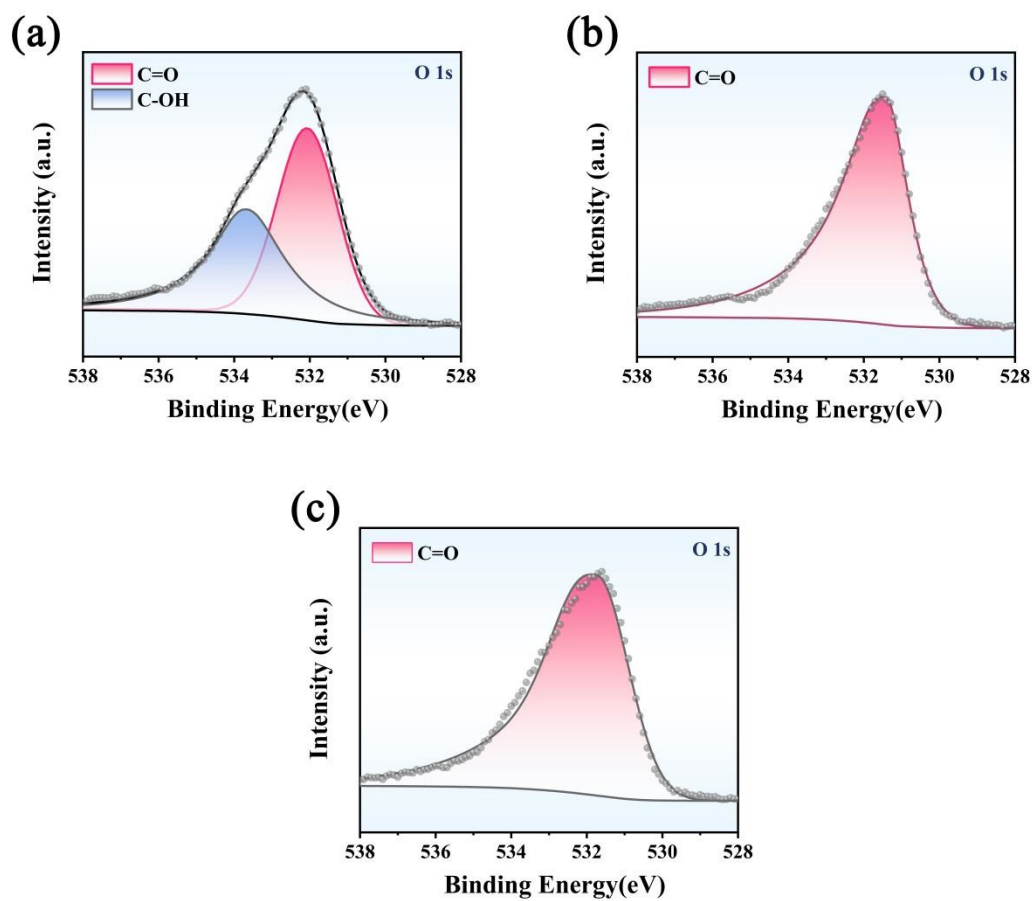 (a)
C=O
C-OH
O 1s
Intensity (a.u.)
538 536 534 532 530 528
Binding Energy(eV)
(b)
C=O
O 1s
Intensity (a.u.)
538 536 534 532 530 528
Binding Energy(eV)
(c)
C=O
O 1s
Intensity (a.u.)
538 536 534 532 530 528
Binding Energy(eV)